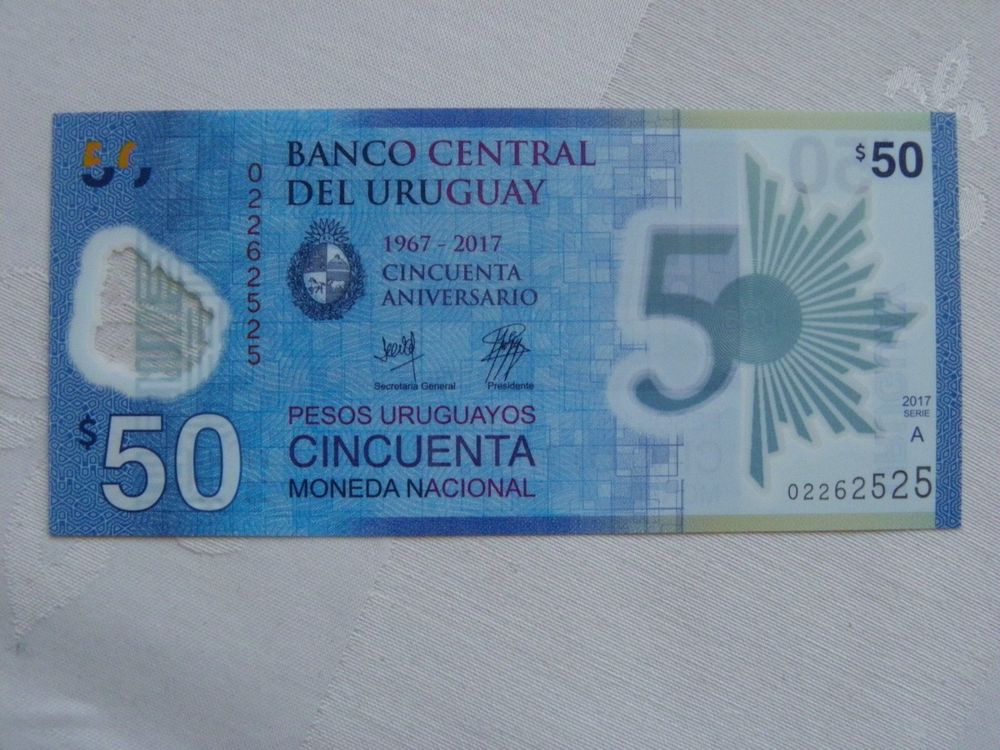 BANCO CENTRAL
DEL URUGUAY
$50
02262525
1967 - 2017
CINCUENTA
ANIVERSARIO
50
Secretaria General
Presidente
$50
PESOS URUGUAYOS
CINCUENTA
MONEDA NACIONAL
2017
SERIE
A
02262525